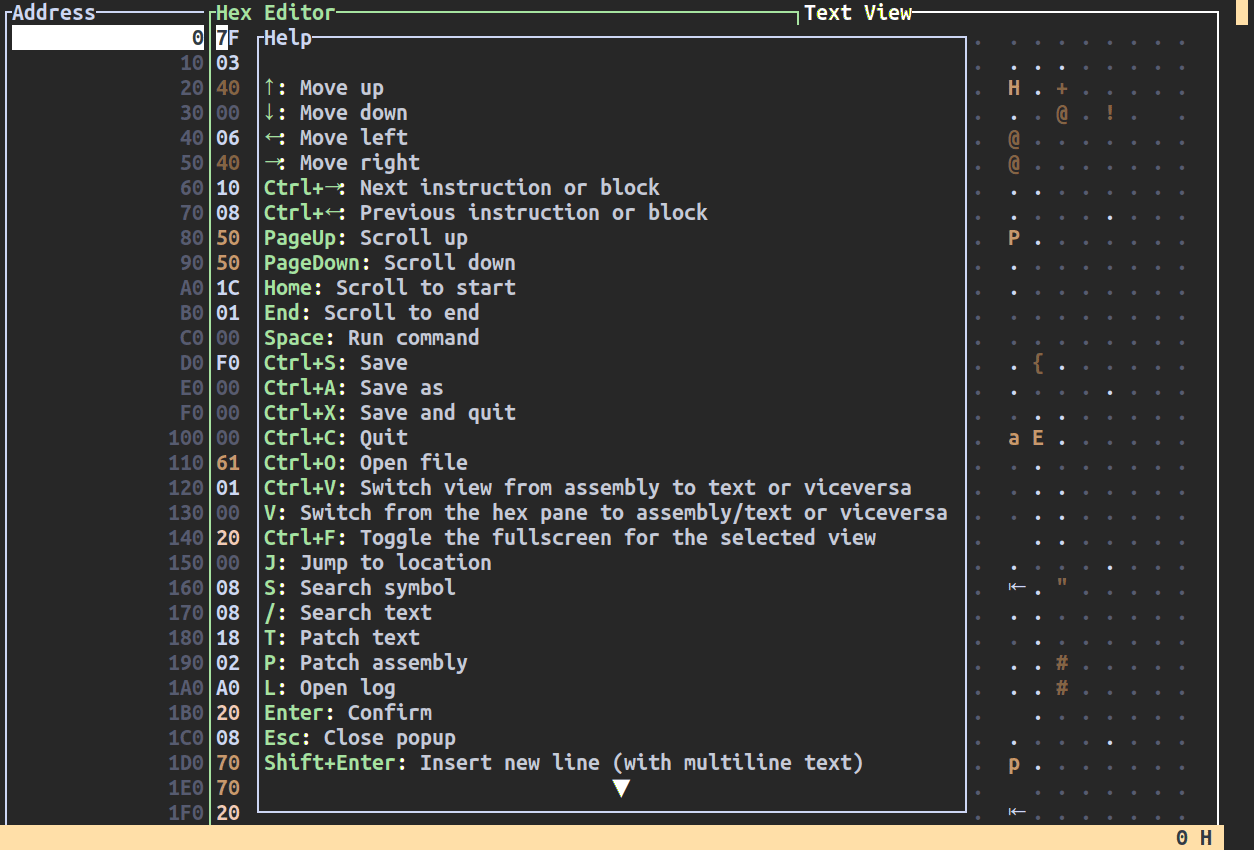 Address Hex Editor Text View
0 7F Help . . . . . . . . .
10 03 . . . . . . . . .
20 40 ↑: Move up . H . + . . . . .
30 00 ↓: Move down . . . @ . ! . .
40 06 ←: Move left . @ . . . . . . .
50 40 →: Move right . @ . . . . . . .
60 10 Ctrl+→: Next instruction or block . . . . . . . . .
70 08 Ctrl+←: Previous instruction or block . . . . . . . . .
80 50 PageUp: Scroll up . P . . . . . . .
90 50 PageDown: Scroll down . . . . . . . . .
A0 1C Home: Scroll to start . . . . . . . . .
B0 01 End: Scroll to end . . . . . . . . .
C0 00 Space: Run command . . . . . . . . .
D0 F0 Ctrl+S: Save . . { . . . . . .
E0 00 Ctrl+A: Save as . . . . . . . . .
F0 00 Ctrl+X: Save and quit . . . . . . . . .
100 00 Ctrl+C: Quit . a E . . . . . .
110 61 Ctrl+O: Open file . . . . . . . . .
120 01 Ctrl+V: Switch view from assembly to text or viceversa . . . . . . . . .
130 00 V: Switch from the hex pane to assembly/text or viceversa . . . . . . . . .
140 20 Ctrl+F: Toggle the fullscreen for the selected view . . . . . . . .
150 00 J: Jump to location . . . . . . . . .
160 08 S: Search symbol . ⇤ . " . . . . .
170 08 /: Search text . . . . . . . . .
180 18 T: Patch text . . . . . . . . .
190 02 P: Patch assembly . . . # . . . . .
1A0 A0 L: Open log . . . # . . . . .
1B0 20 Enter: Confirm . . . . . . . .
1C0 08 Esc: Close popup . . . . . . . . .
1D0 70 Shift+Enter: Insert new line (with multiline text) . p . . . . . . .
1E0 70 ▼ . . . . . . . .
1F0 20 . ⇤ . . . . . . .
0 H